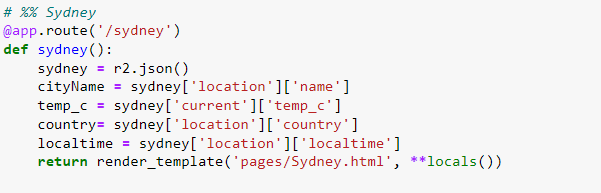 # %% Sydney
@app.route('/sydney')
def sydney():
    sydney = r2.json()
    cityName = sydney['location']['name']
    temp_c = sydney['current']['temp_c']
    country= sydney['location']['country']
    localtime = sydney['location']['localtime']
    return render_template('pages/Sydney.html', **locals())